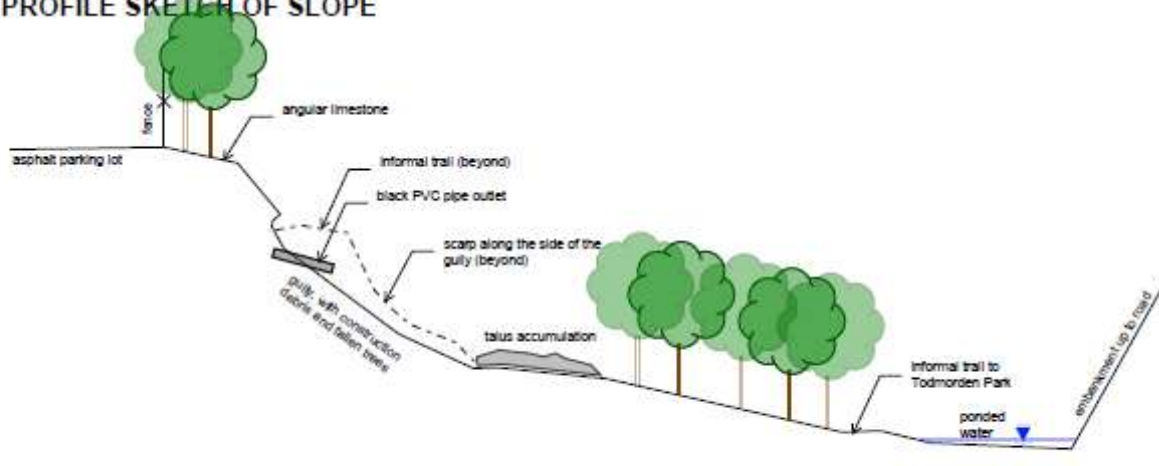 PROFILE SKETCH OF SLOPE
fence
angular limestone
asphalt parking lot
informal trail (beyond)
black PVC pipe outlet
scarp along the side of the
gully (beyond)
gully, with construction
debris and fallen trees
talus accumulation
informal trail to
Todmorden Park
ponded
water
embankment up to road